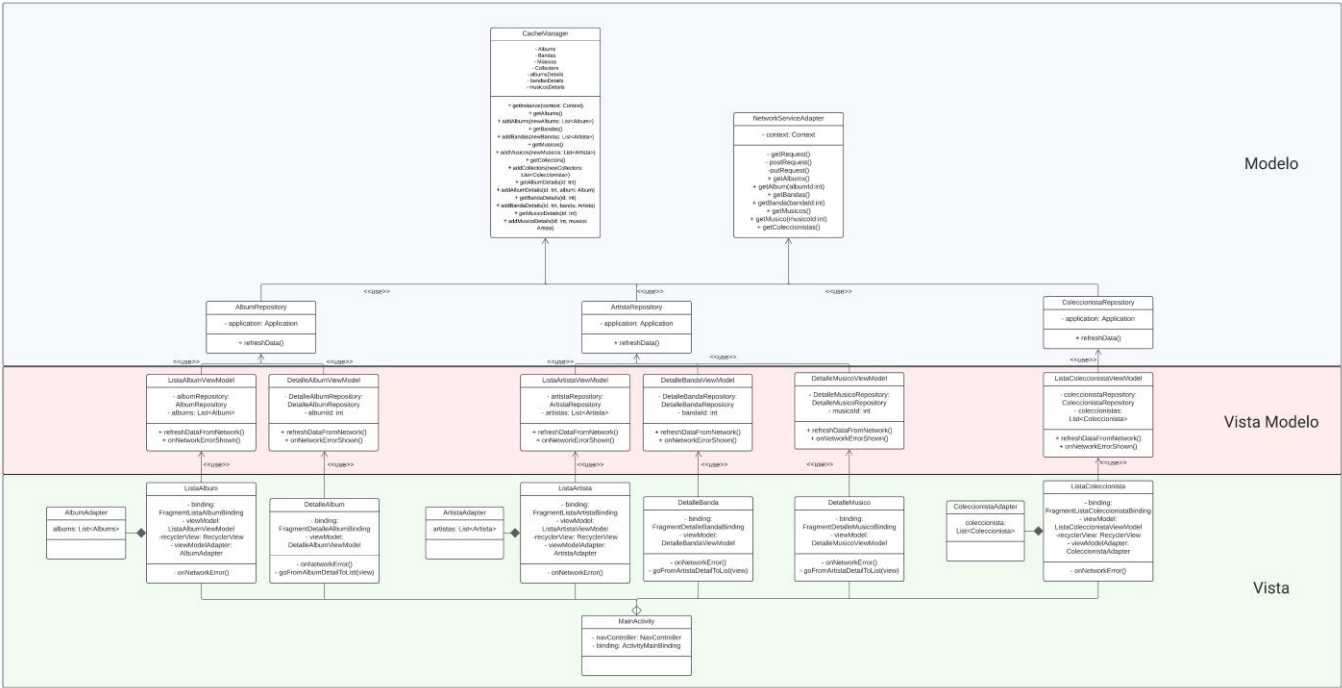 CacheManager
- Albums
- Bandas
- Músicos
- Collectors
- albumsDetails
- bandasDetails
- musicosDetails
+ getInstance(context: Context)
+ getAlbums()
+ addAlbums(newAlbums: List<Album>)
+ getBandas()
+ addBandas(newBandas: List<Artista>)
+ getMusicos()
+ addMusicos(newMusicos: List<Artista>)
+ getCollectors()
+ addCollectors(newCollectors:
List<Coleccionista>)
+ getAlbumDetails(id: Int)
+ addAlbumDetails(id: Int, album: Album)
+ getBandaDetails(id: Int)
+ addBandaDetails(id: Int, banda: Artista)
+ getMusicoDetails(id: Int)
+ addMusicoDetails(id: Int, musico:
Artista)
NetworkServiceAdapter
- context: Context
- getRequest()
- postRequest()
-putRequest()
+ getAlbums()
+ getAlbum(albumId:int)
+ getBandas()
+ getBanda(bandaId:int)
+ getMusicos()
+ getMusico(musicoId:int)
+ getColeccionistas()
Modelo
<<use>>
<<use>>
<<use>>
AlbumRepository
- application: Application
+ refreshData()
ArtistaRepository
- application: Application
+ refreshData()
ColeccionistaRepository
- application: Application
+ refreshData()
<<use>>
<<use>>
<<use>>
<<use>>
<<use>>
ListaAlbumViewModel
- albumRepository:
AlbumRepository
- albums: List<Album>
+ refreshDataFromNetwork()
+ onNetworkErrorShown()
DetalleAlbumViewModel
- DetalleAlbumRepository:
DetalleAlbumRepository
- albumId: int
+ refreshDataFromNetwork()
+ onNetworkErrorShown()
ListaArtistaViewModel
- artistaRepository:
ArtistaRepository
- artistas: List<Artista>
+ refreshDataFromNetwork()
+ onNetworkErrorShown()
DetalleBandaViewModel
- DetalleBandaRepository:
DetalleBandaRepository
- bandaId: int
+ refreshDataFromNetwork()
+ onNetworkErrorShown()
DetalleMusicoViewModel
- DetalleMusicoRepository:
DetalleMusicoRepository
- musicoId: int
+ refreshDataFromNetwork()
+ onNetworkErrorShown()
ListaColeccionistaViewModel
- coleccionistaRepository:
ColeccionistaRepository
- coleccionistas:
List<Coleccionista>
+ refreshDataFromNetwork()
+ onNetworkErrorShown()
Vista Modelo
<<use>>
<<use>>
<<use>>
<<use>>
<<use>>
<<use>>
AlbumAdapter
albums: List<Albums>
ListaAlbum
- binding:
FragmentListaAlbumBinding
- viewModel:
ListaAlbumViewModel
-recyclerView: RecyclerView
- viewModelAdapter:
AlbumAdapter
- onNetworkError()
DetalleAlbum
- binding:
FragmentDetalleAlbumBinding
- viewModel:
DetalleAlbumViewModel
- onNetworkError()
- goFromAlbumDetailToList(view)
ArtistaAdapter
artistas: List<Artista>
ListaArtista
- binding:
FragmentListaArtistaBinding
- viewModel:
ListaArtistaViewModel
-recyclerView: RecyclerView
- viewModelAdapter:
ArtistaAdapter
- onNetworkError()
DetalleBanda
- binding:
FragmentDetalleBandaBinding
- viewModel:
DetalleBandaViewModel
- onNetworkError()
- goFromArtistaDetailToList(view)
DetalleMusico
- binding:
FragmentDetalleMusicoBinding
- viewModel:
DetalleMusicoViewModel
- onNetworkError()
- goFromArtistaDetailToList(view)
ColeccionistaAdapter
coleccionista:
List<Coleccionista>
ListaColeccionista
- binding:
FragmentListaColeccionistaBinding
- viewModel:
ListaColeccionistaViewModel
-recyclerView: RecyclerView
- viewModelAdapter:
ColeccionistaAdapter
- onNetworkError()
Vista
MainActivity
- navController: NavController
- binding: ActivityMainBinding